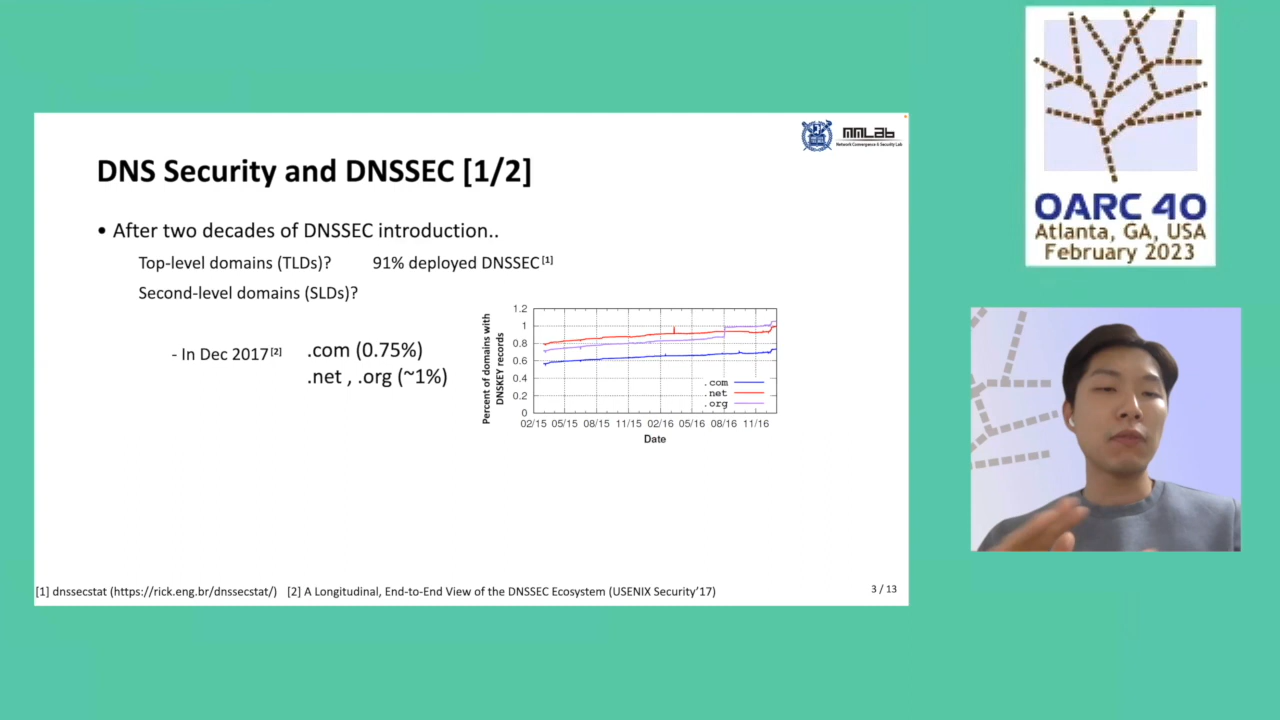 MMLab
Network Convergence & Security Lab
DNS Security and DNSSEC [1/2]
• After two decades of DNSSEC introduction..
Top-level domains (TLDs)? 91% deployed DNSSEC[1]
Second-level domains (SLDs)?
- In Dec 2017[2] .com (0.75%)
.net , .org (~1%)
Percent of domains with
DNSKEY records
1.2
1
0.8
0.6
0.4
0.2
0
.com
.net
.org
02/15 05/15 08/15 11/15 02/16 05/16 08/16 11/16
Date
[1] dnssecstat (https://rick.eng.br/dnssecstat/) [2] A Longitudinal, End-to-End View of the DNSSEC Ecosystem (USENIX Security’17)
3 / 13
OARC 40
Atlanta, GA, USA
February 2023